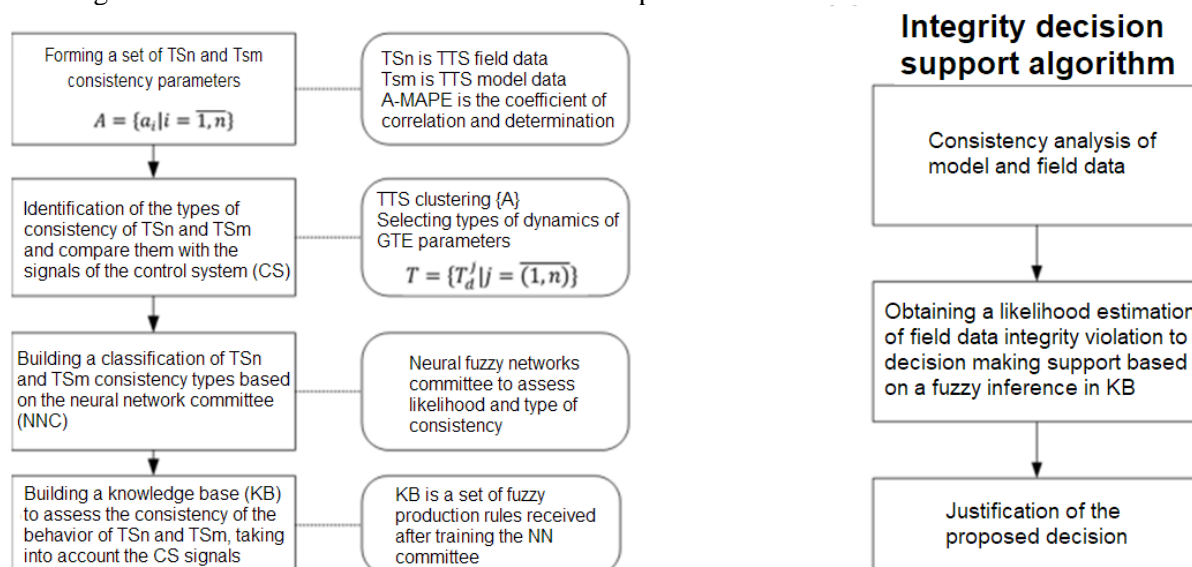 Forming a set of TSn and Tsm
consistency parameters
A = {a_i|i = \overline{1,n}}
TSn is TTS field data
Tsm is TTS model data
A-MAPE is the coefficient of
correlation and determination
Identification of the types of
consistency of TSn and TSm
and compare them with the
signals of the control system (CS)
TTS clustering {A}
Selecting types of dynamics of
GTE parameters
T = {T_d^j|j = \overline{(1,n)}}
Building a classification of TSn
and TSm consistency types based
on the neural network committee
(NNC)
Neural fuzzy networks
committee to assess
likelihood and type of
consistency
Building a knowledge base (KB)
to assess the consistency of the
behavior of TSn and TSm, taking
into account the CS signals
KB is a set of fuzzy
production rules received
after training the NN
committee
Integrity decision
support algorithm
Consistency analysis of
model and field data
Obtaining a likelihood estimation
of field data integrity violation to
decision making support based
on a fuzzy inference in KB
Justification of the
proposed decision